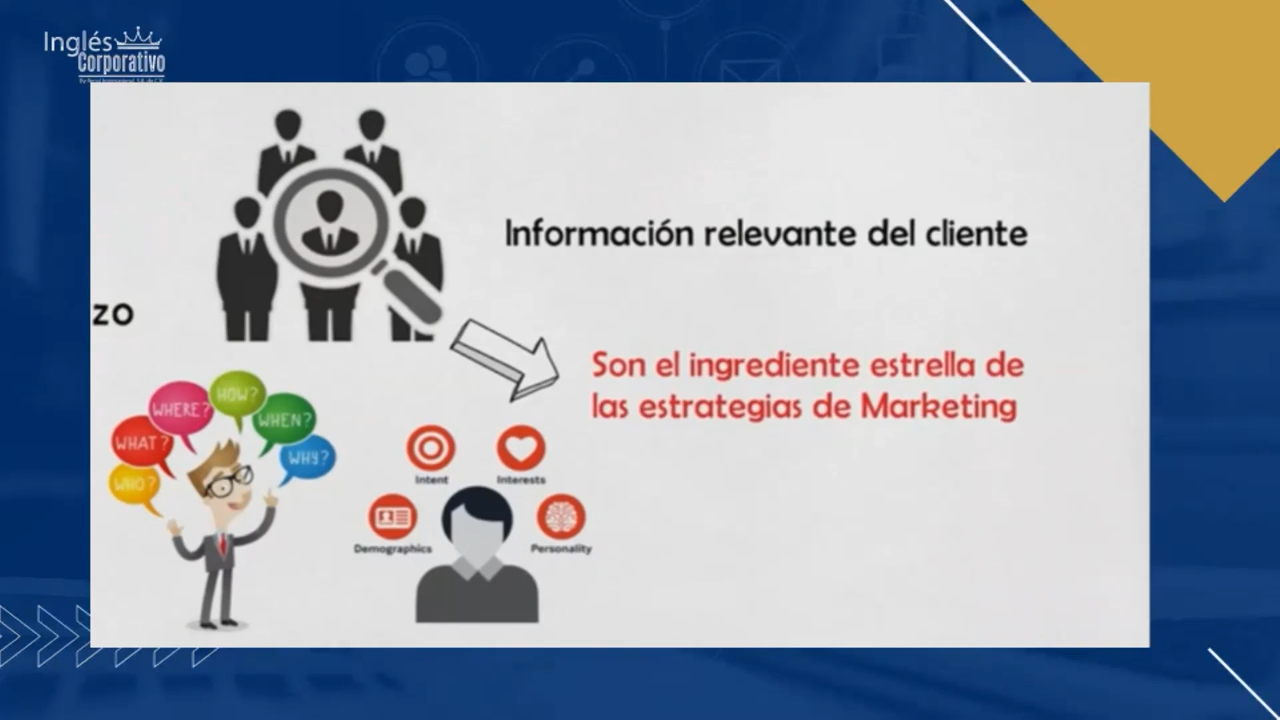 Inglés
Corporativo
Información relevante del cliente
zo
Son el ingrediente estrella de
las estrategias de Marketing
HOW?
WHERE?
WHEN?
WHAT?
WHY?
WHO?
Intent
Interests
Demographics
Personality